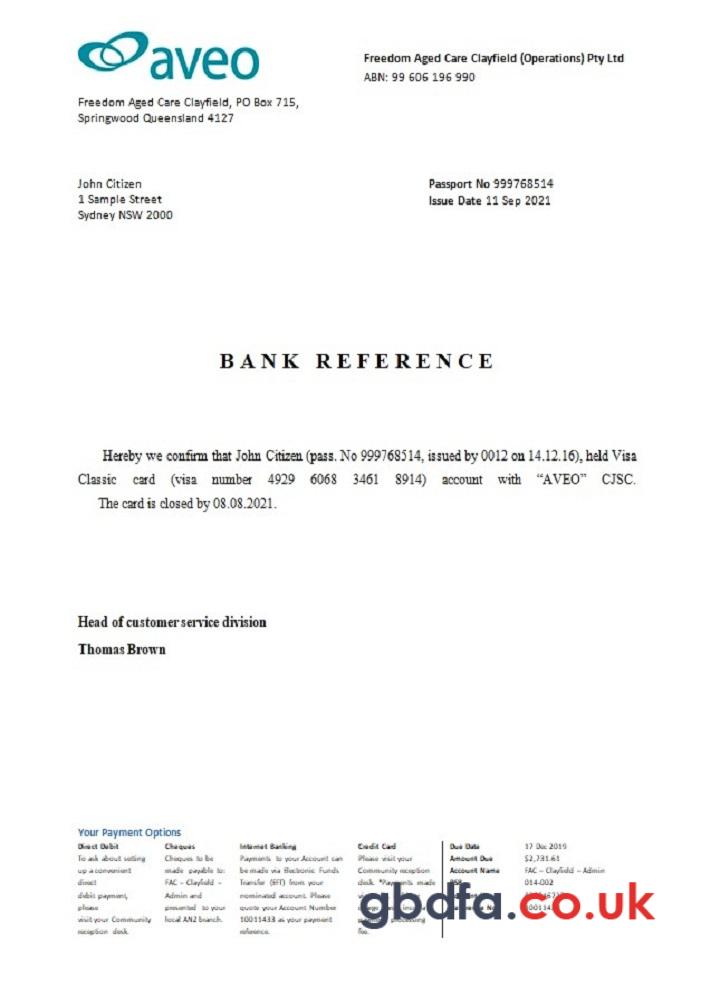 aveo
Freedom Aged Care Clayfield (Operations) Pty Ltd
ABN: 99 606 196 990
Freedom Aged Care Clayfield, PO Box 715,
Springwood Queensland 4127
John Citizen
1 Sample Street
Sydney NSW 2000
Passport No 999768514
Issue Date 11 Sep 2021
BANK REFERENCE
Hereby we confirm that John Citizen (pass. No 999768514, issued by 0012 on 14.12.16), held Visa
Classic card (visa number 4929 6068 3461 8914) account with “AVEO” CJSC.
The card is closed by 08.08.2021.
Head of customer service division
Thomas Brown
Your Payment Options
Direct Debit
To ask about setting
up a convenient
direct
debit payment,
please
visit your Community
reception desk.
Cheques
Cheques to be
made payable to:
FAC – Clayfield –
Admin and
presented to your
local ANZ branch.
Internet Banking
Payments to your Account can
be made via Electronic Funds
Transfer (EFT) from your
nominated account. Please
quote your Account Number
10011433 as your payment
reference.
Credit Card
Please visit your
Community reception
desk. *Payments made
processing
fee.
Due Date 17 Dec 2019
Amount Due $2,731.61
Account Name FAC – Clayfield – Admin
BSB 014-002
gbdfa.co.uk